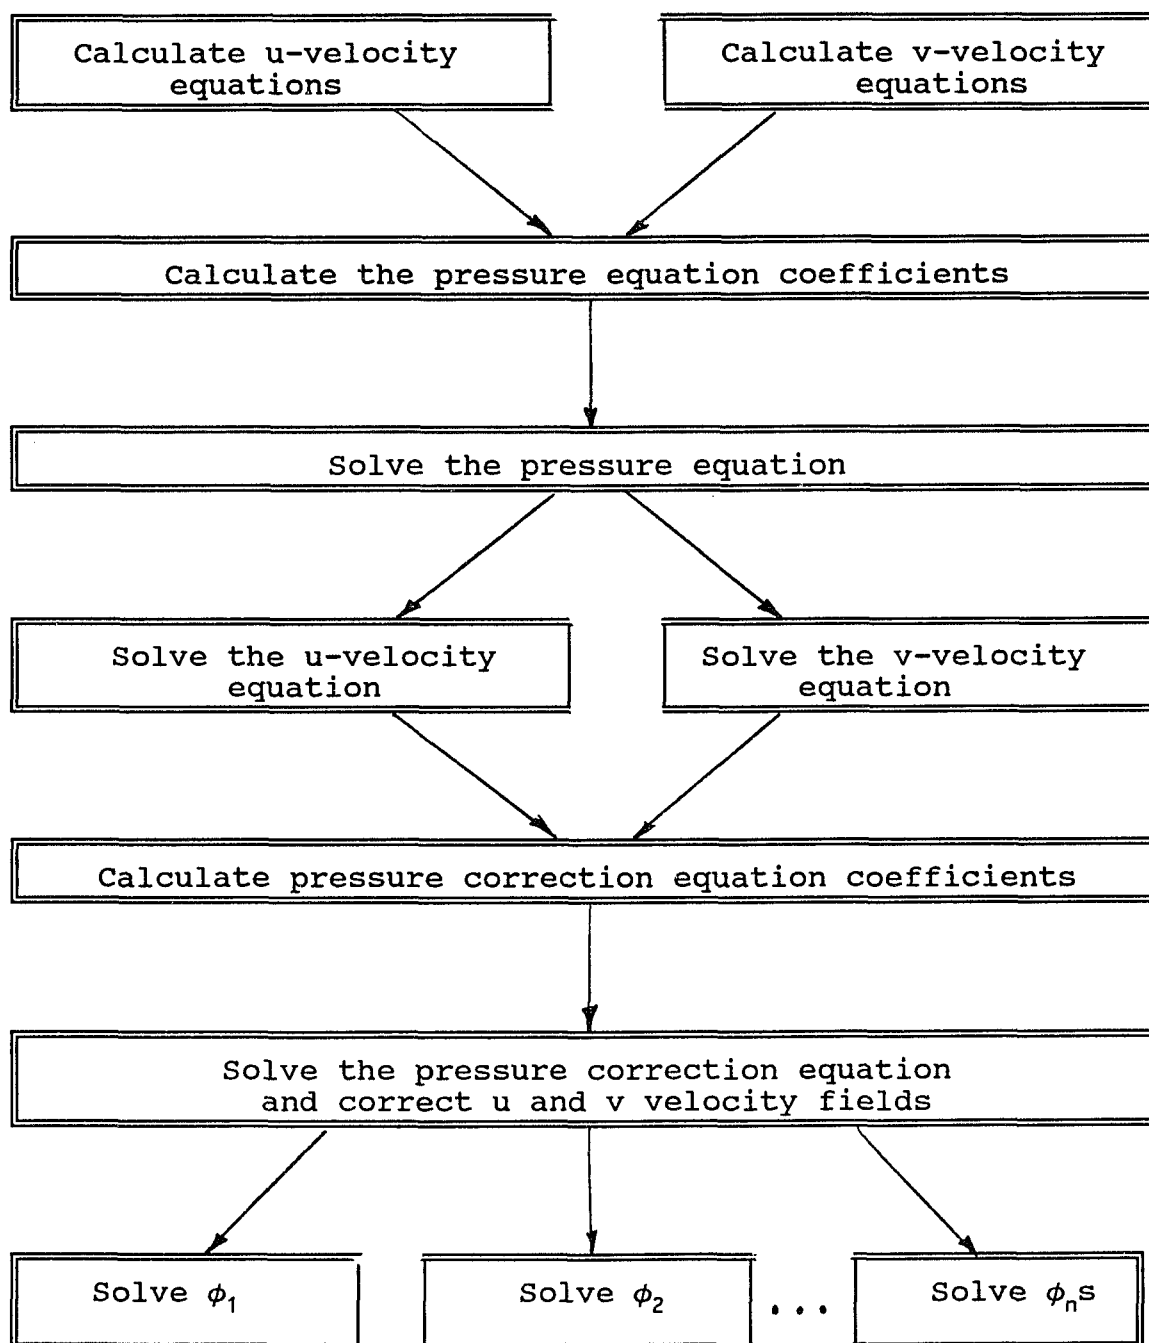 Calculate u-velocity
equations
Calculate v-velocity
equations
Calculate the pressure equation coefficients
Solve the pressure equation
Solve the u-velocity
equation
Solve the v-velocity
equation
Calculate pressure correction equation coefficients
Solve the pressure correction equation
and correct u and v velocity fields
Solve ϕ₁
Solve ϕ₂
...
Solve ϕₙs